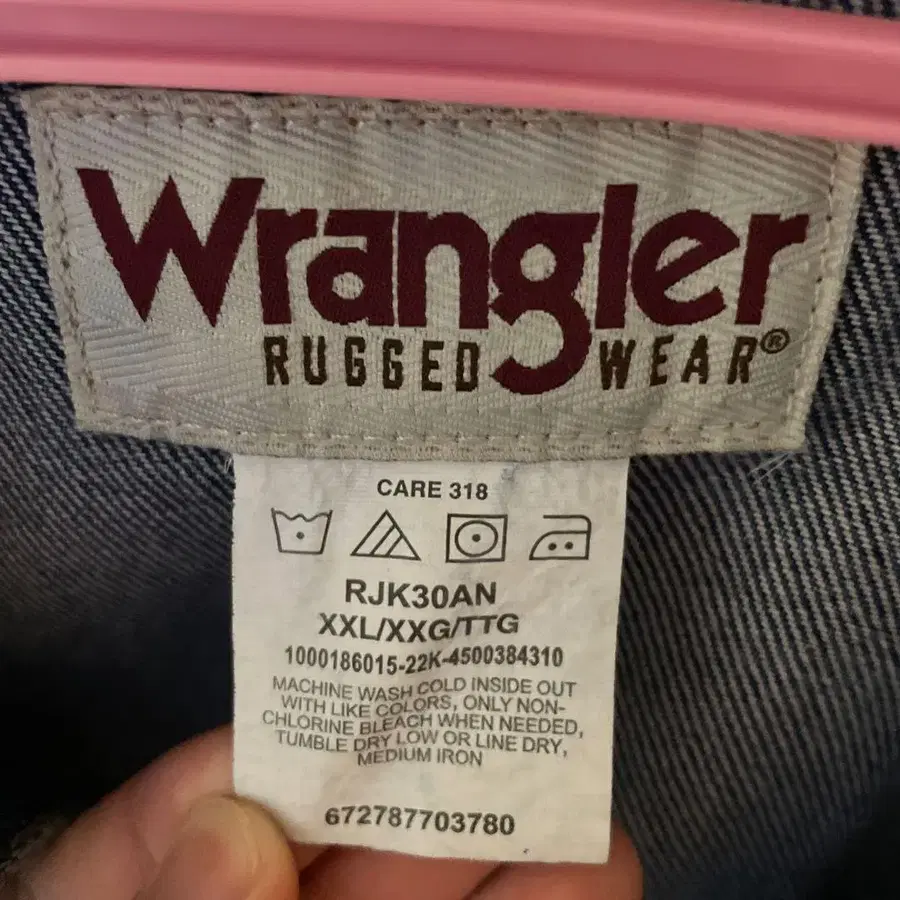 Wrangler
RUGGED WEAR®
CARE 318
RJK30AN
XXL/XXG/TTG
1000186015-22K-4500384310
MACHINE WASH COLD INSIDE OUT
WITH LIKE COLORS, ONLY NON-
CHLORINE BLEACH WHEN NEEDED,
TUMBLE DRY LOW OR LINE DRY,
MEDIUM IRON
672787703780